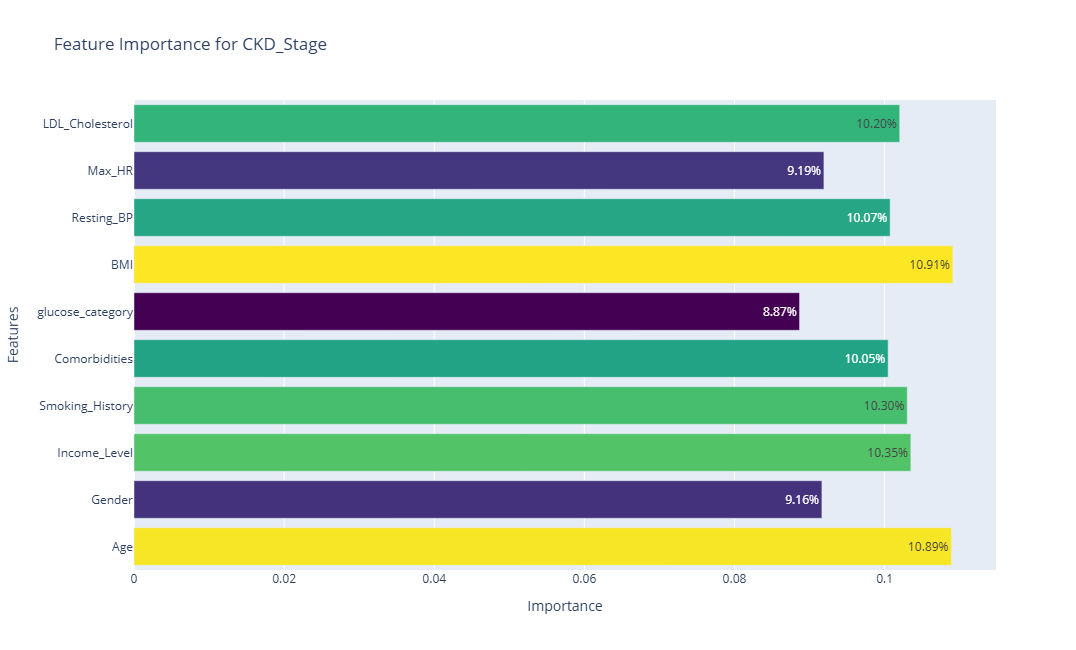 Feature Importance for CKD_Stage
LDL_Cholesterol 10.20%
Max_HR 9.19%
Resting_BP 10.07%
BMI 10.91%
glucose_category 8.87%
Comorbidities 10.05%
Smoking_History 10.30%
Income_Level 10.35%
Gender 9.16%
Age 10.89%
0 0.02 0.04 0.06 0.08 0.1
Importance
Features